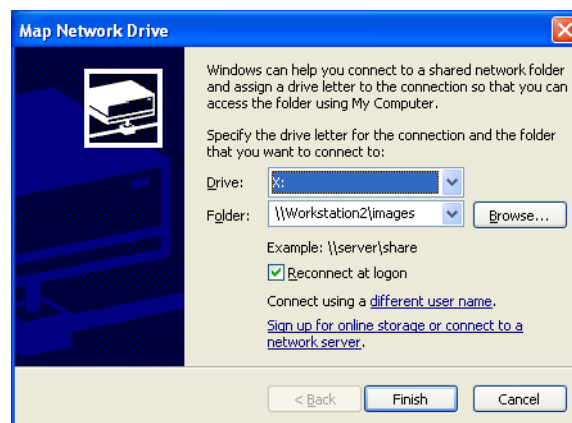 Map Network Drive
Windows can help you connect to a shared network folder
and assign a drive letter to the connection so that you can
access the folder using My Computer.
Specify the drive letter for the connection and the folder
that you want to connect to:
Drive: X:
Folder: \\Workstation2\images Browse...
Example: \\server\share
Reconnect at logon
Connect using a different user name.
Sign up for online storage or connect to a
network server.
< Back Finish Cancel